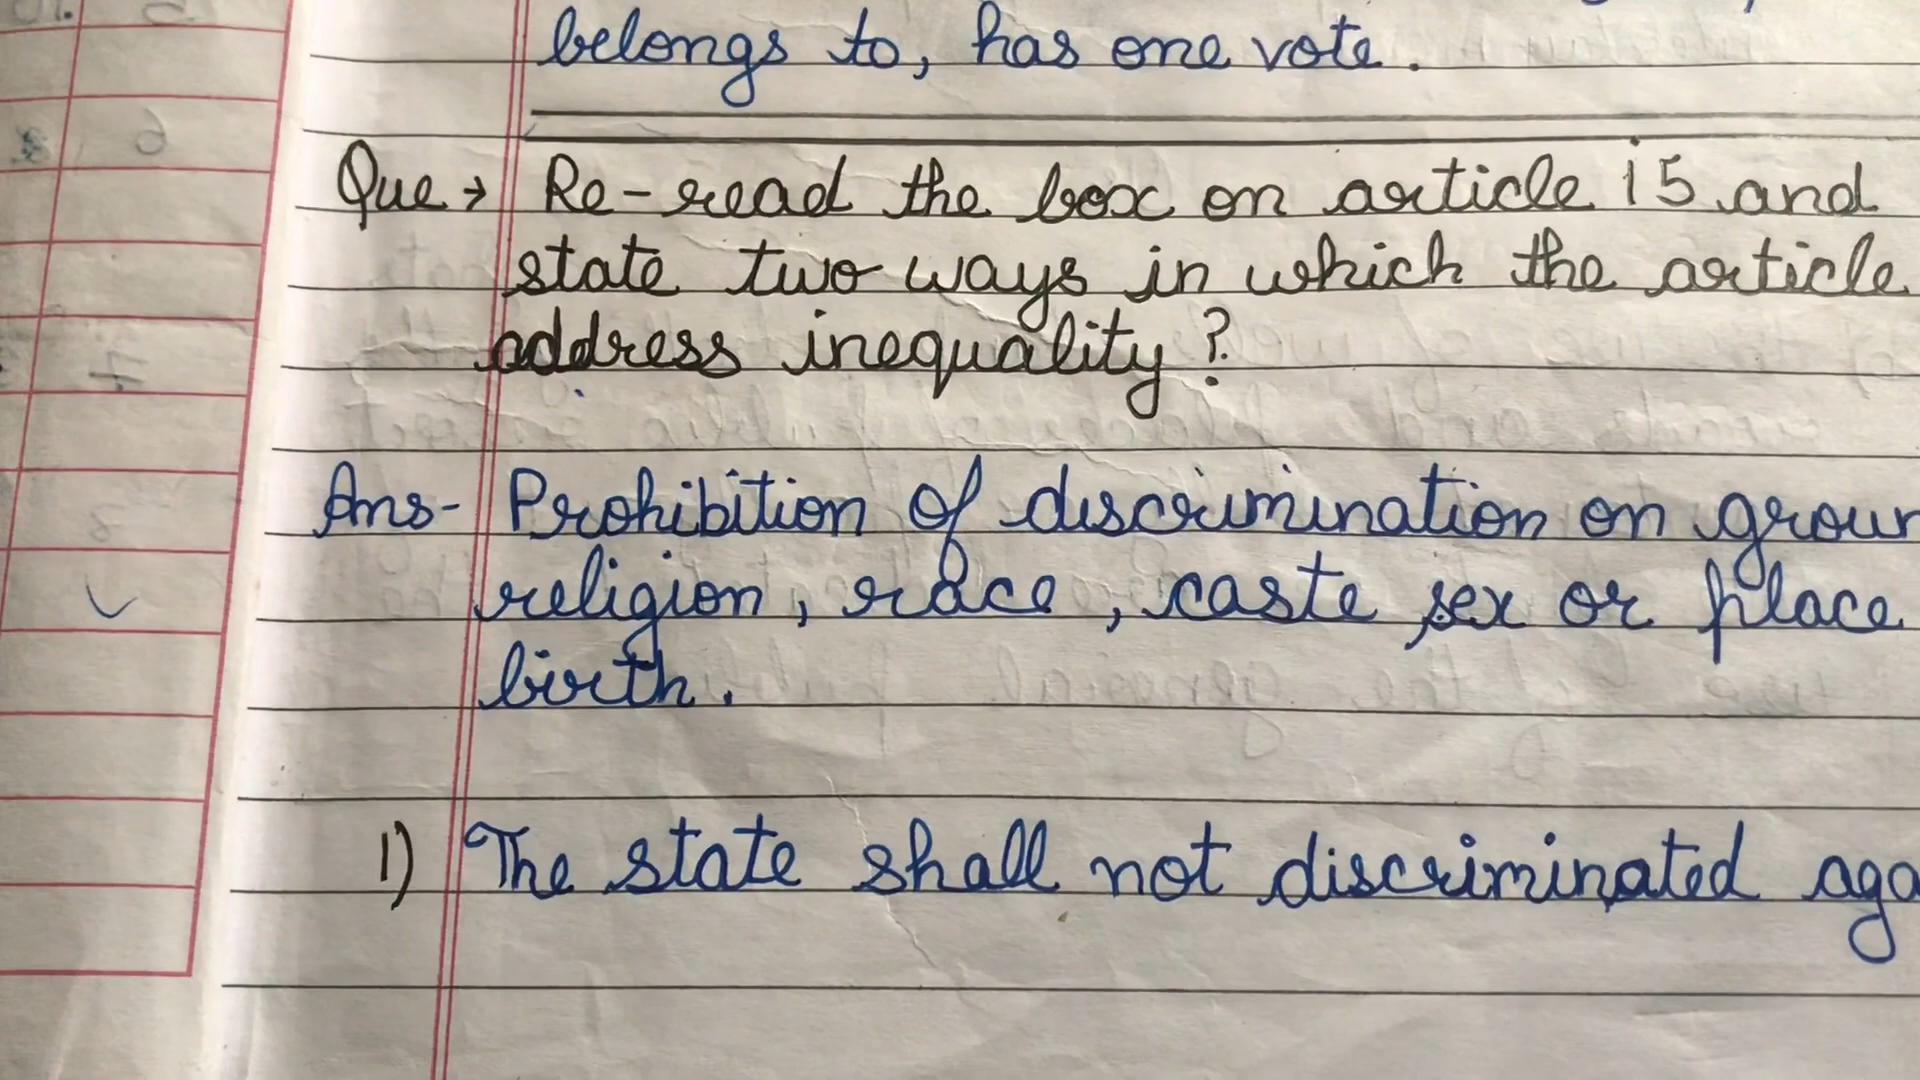 belongs to, has one vote.
Que → Re-read the box on article 15 and
state two ways in which the article
address inequality?
Ans- Prohibition of discrimination on groun
religion, race, caste sex or place
birth.
1) The state shall not discriminated aga